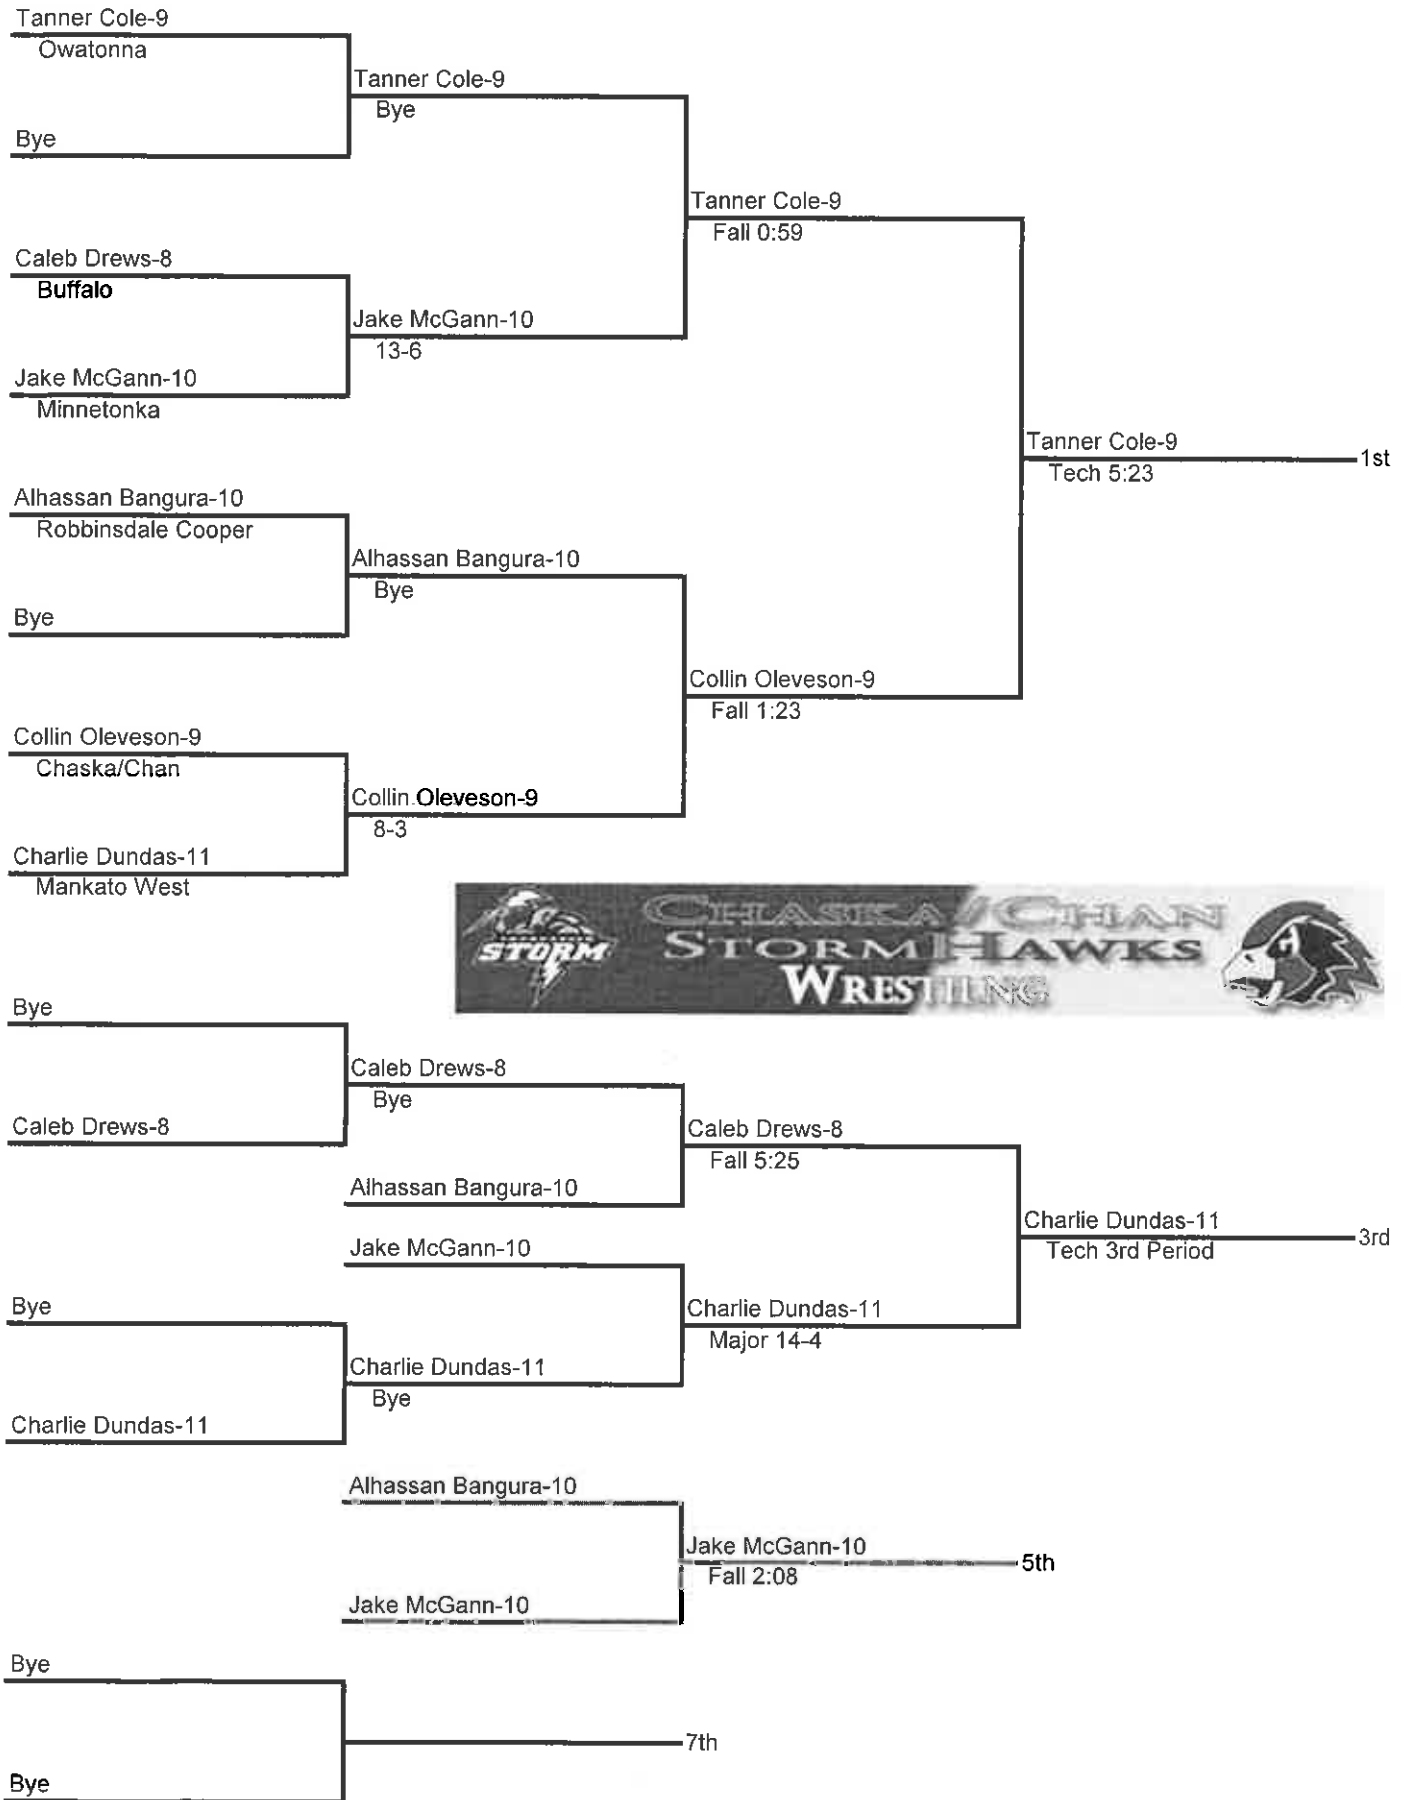 Tanner Cole-9
Owatonna
Tanner Cole-9
Bye
Bye
Tanner Cole-9
Fall 0:59
Caleb Drews-8
Buffalo
Jake McGann-10
13-6
Jake McGann-10
Minnetonka
Tanner Cole-9
1st
Tech 5:23
Alhassan Bangura-10
Robbinsdale Cooper
Alhassan Bangura-10
Bye
Bye
Collin Oleveson-9
Fall 1:23
Collin Oleveson-9
Chaska/Chan
Collin Oleveson-9
8-3
Charlie Dundas-11
Mankato West
STORM
CHASKA/CHAN
STORMHAWKS
WRESTLING
Bye
Caleb Drews-8
Bye
Caleb Drews-8
Caleb Drews-8
Fall 5:25
Alhassan Bangura-10
Charlie Dundas-11
3rd
Tech 3rd Period
Jake McGann-10
Bye
Charlie Dundas-11
Major 14-4
Charlie Dundas-11
Bye
Charlie Dundas-11
Alhassan Bangura-10
Jake McGann-10
5th
Fall 2:08
Jake McGann-10
Bye
7th
Bye